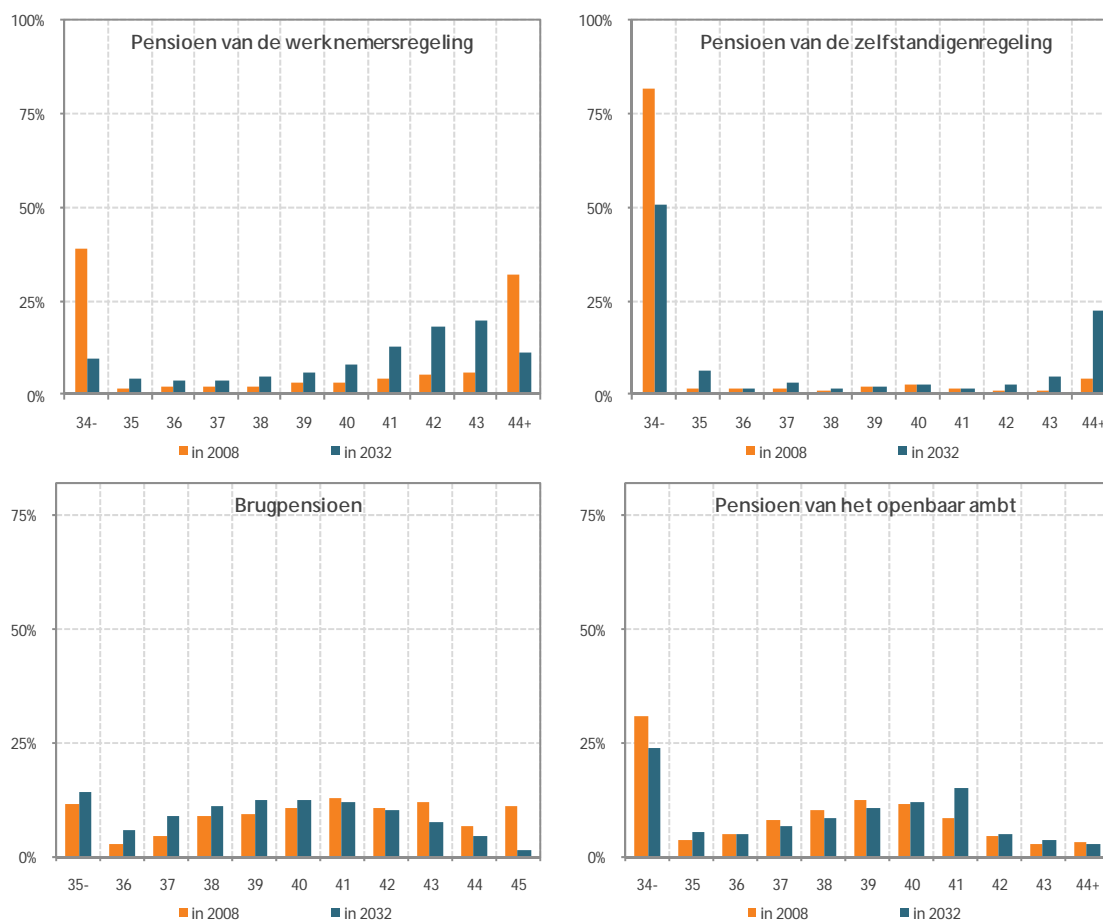 Pensioen van de werknemersregeling
100%
75%
50%
25%
0%
34- 35 36 37 38 39 40 41 42 43 44+
in 2008 in 2032
Pensioen van de zelfstandigenregeling
100%
75%
50%
25%
0%
34- 35 36 37 38 39 40 41 42 43 44+
in 2008 in 2032
Brugpensioen
75%
50%
25%
0%
35- 36 37 38 39 40 41 42 43 44 45
in 2008 in 2032
Pensioen van het openbaar ambt
75%
50%
25%
0%
34- 35 36 37 38 39 40 41 42 43 44+
in 2008 in 2032